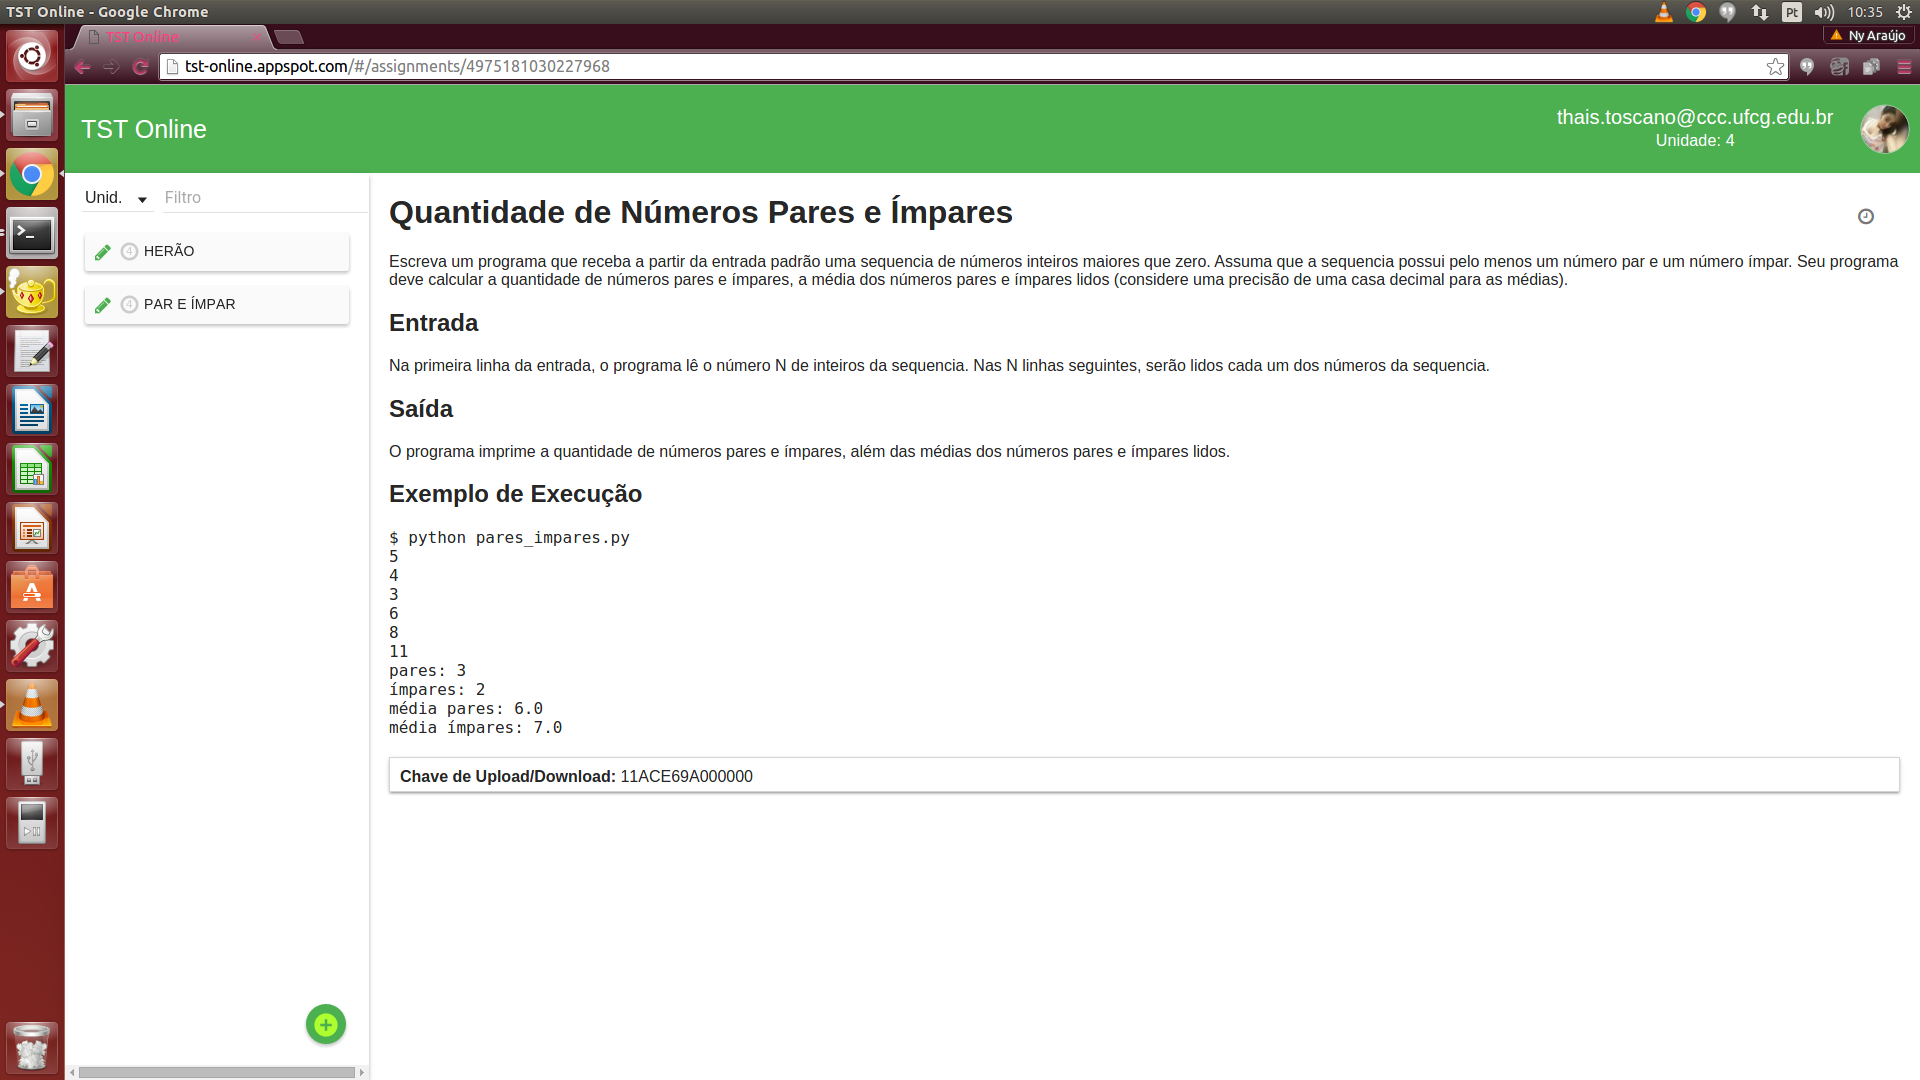 TST Online - Google Chrome
Pt
10:35
TST Online
Ny Araújo
tst-online.appspot.com/#/assignments/4975181030227968
TST Online
thais.toscano@ccc.ufcg.edu.br
Unidade: 4
Unid.
Filtro
4 HERÃO
4 PAR E ÍMPAR
Quantidade de Números Pares e Ímpares
Escreva um programa que receba a partir da entrada padrão uma sequencia de números inteiros maiores que zero. Assuma que a sequencia possui pelo menos um número par e um número ímpar. Seu programa
deve calcular a quantidade de números pares e ímpares, a média dos números pares e ímpares lidos (considere uma precisão de uma casa decimal para as médias).
Entrada
Na primeira linha da entrada, o programa lê o número N de inteiros da sequencia. Nas N linhas seguintes, serão lidos cada um dos números da sequencia.
Saída
O programa imprime a quantidade de números pares e ímpares, além das médias dos números pares e ímpares lidos.
Exemplo de Execução
$ python pares_impares.py
5
4
3
6
8
11
pares: 3
ímpares: 2
média pares: 6.0
média ímpares: 7.0
Chave de Upload/Download: 11ACE69A000000